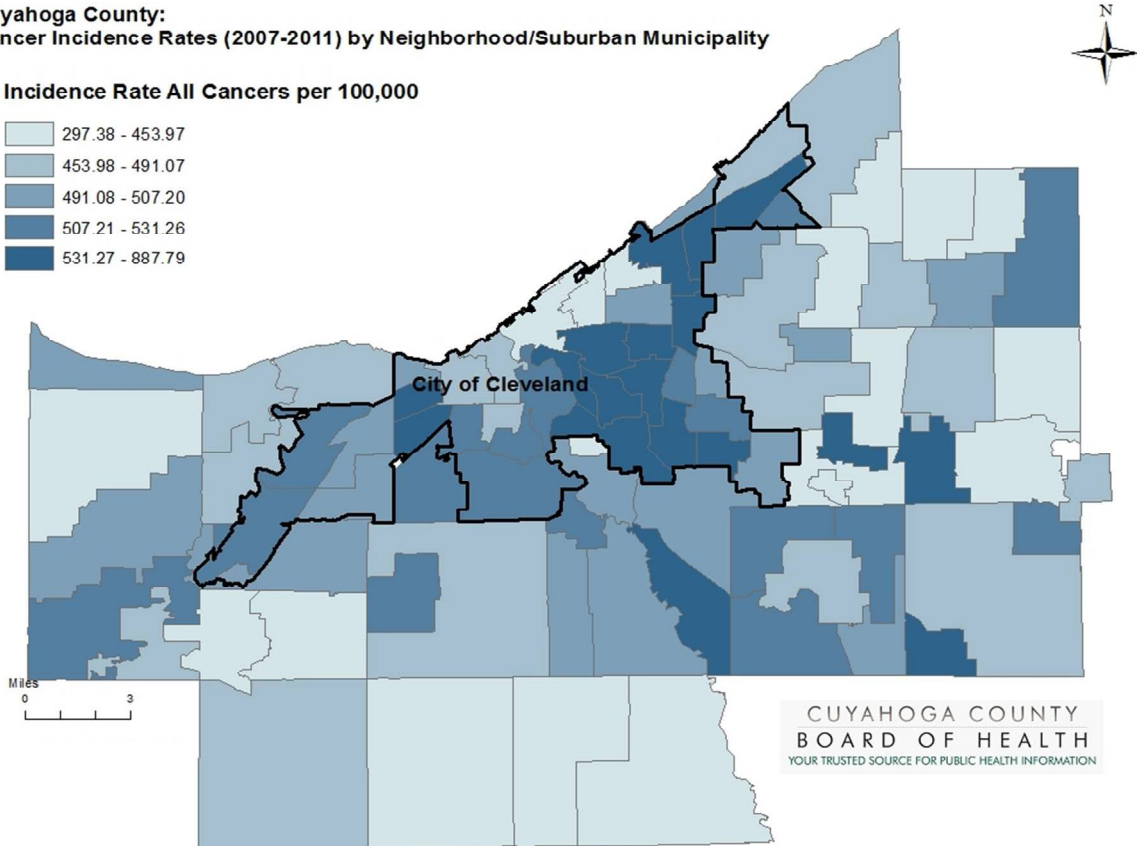 yahoga County:
ncer Incidence Rates (2007-2011) by Neighborhood/Suburban Municipality
N
Incidence Rate All Cancers per 100,000
297.38 - 453.97
453.98 - 491.07
491.08 - 507.20
507.21 - 531.26
531.27 - 887.79
City of Cleveland
Miles
0 3
CUYAHOGA COUNTY
BOARD OF HEALTH
YOUR TRUSTED SOURCE FOR PUBLIC HEALTH INFORMATION